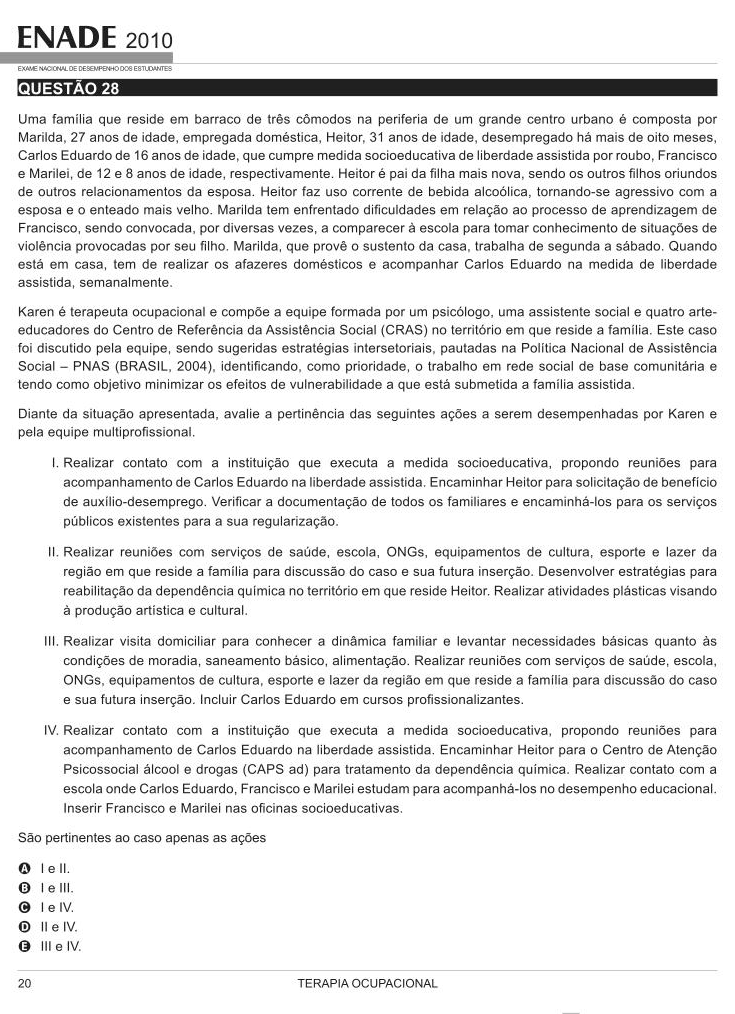 ENADE 2010
EXAME NACIONAL DE DESEMPENHO DOS ESTUDANTES
QUESTÃO 28
Uma família que reside em barraco de três cômodos na periferia de um grande centro urbano é composta por
Marilda, 27 anos de idade, empregada doméstica, Heitor, 31 anos de idade, desempregado há mais de oito meses,
Carlos Eduardo de 16 anos de idade, que cumpre medida socioeducativa de liberdade assistida por roubo, Francisco
e Marilei, de 12 e 8 anos de idade, respectivamente. Heitor é pai da filha mais nova, sendo os outros filhos oriundos
de outros relacionamentos da esposa. Heitor faz uso corrente de bebida alcoólica, tornando-se agressivo com a
esposa e o enteado mais velho. Marilda tem enfrentado dificuldades em relação ao processo de aprendizagem de
Francisco, sendo convocada, por diversas vezes, a comparecer à escola para tomar conhecimento de situações de
violência provocadas por seu filho. Marilda, que provê o sustento da casa, trabalha de segunda a sábado. Quando
está em casa, tem de realizar os afazeres domésticos e acompanhar Carlos Eduardo na medida de liberdade
assistida, semanalmente.
Karen é terapeuta ocupacional e compõe a equipe formada por um psicólogo, uma assistente social e quatro arte-
educadores do Centro de Referência da Assistência Social (CRAS) no território em que reside a família. Este caso
foi discutido pela equipe, sendo sugeridas estratégias intersetoriais, pautadas na Política Nacional de Assistência
Social – PNAS (BRASIL, 2004), identificando, como prioridade, o trabalho em rede social de base comunitária e
tendo como objetivo minimizar os efeitos de vulnerabilidade a que está submetida a família assistida.
Diante da situação apresentada, avalie a pertinência das seguintes ações a serem desempenhadas por Karen e
pela equipe multiprofissional.
I. Realizar contato com a instituição que executa a medida socioeducativa, propondo reuniões para
acompanhamento de Carlos Eduardo na liberdade assistida. Encaminhar Heitor para solicitação de benefício
de auxílio-desemprego. Verificar a documentação de todos os familiares e encaminhá-los para os serviços
públicos existentes para a sua regularização.
II. Realizar reuniões com serviços de saúde, escola, ONGs, equipamentos de cultura, esporte e lazer da
região em que reside a família para discussão do caso e sua futura inserção. Desenvolver estratégias para
reabilitação da dependência química no território em que reside Heitor. Realizar atividades plásticas visando
à produção artística e cultural.
III. Realizar visita domiciliar para conhecer a dinâmica familiar e levantar necessidades básicas quanto às
condições de moradia, saneamento básico, alimentação. Realizar reuniões com serviços de saúde, escola,
ONGs, equipamentos de cultura, esporte e lazer da região em que reside a família para discussão do caso
e sua futura inserção. Incluir Carlos Eduardo em cursos profissionalizantes.
IV. Realizar contato com a instituição que executa a medida socioeducativa, propondo reuniões para
acompanhamento de Carlos Eduardo na liberdade assistida. Encaminhar Heitor para o Centro de Atenção
Psicossocial álcool e drogas (CAPS ad) para tratamento da dependência química. Realizar contato com a
escola onde Carlos Eduardo, Francisco e Marilei estudam para acompanhá-los no desempenho educacional.
Inserir Francisco e Marilei nas oficinas socioeducativas.
São pertinentes ao caso apenas as ações
A I e II.
B I e III.
C I e IV.
D II e IV.
E III e IV.
20 TERAPIA OCUPACIONAL